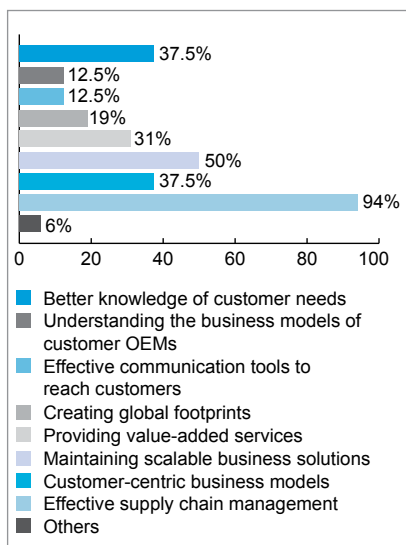 37.5%
12.5%
12.5%
19%
31%
50%
37.5%
94%
6%
0 20 40 60 80 100
Better knowledge of customer needs
Understanding the business models of
customer OEMs
Effective communication tools to
reach customers
Creating global footprints
Providing value-added services
Maintaining scalable business solutions
Customer-centric business models
Effective supply chain management
Others